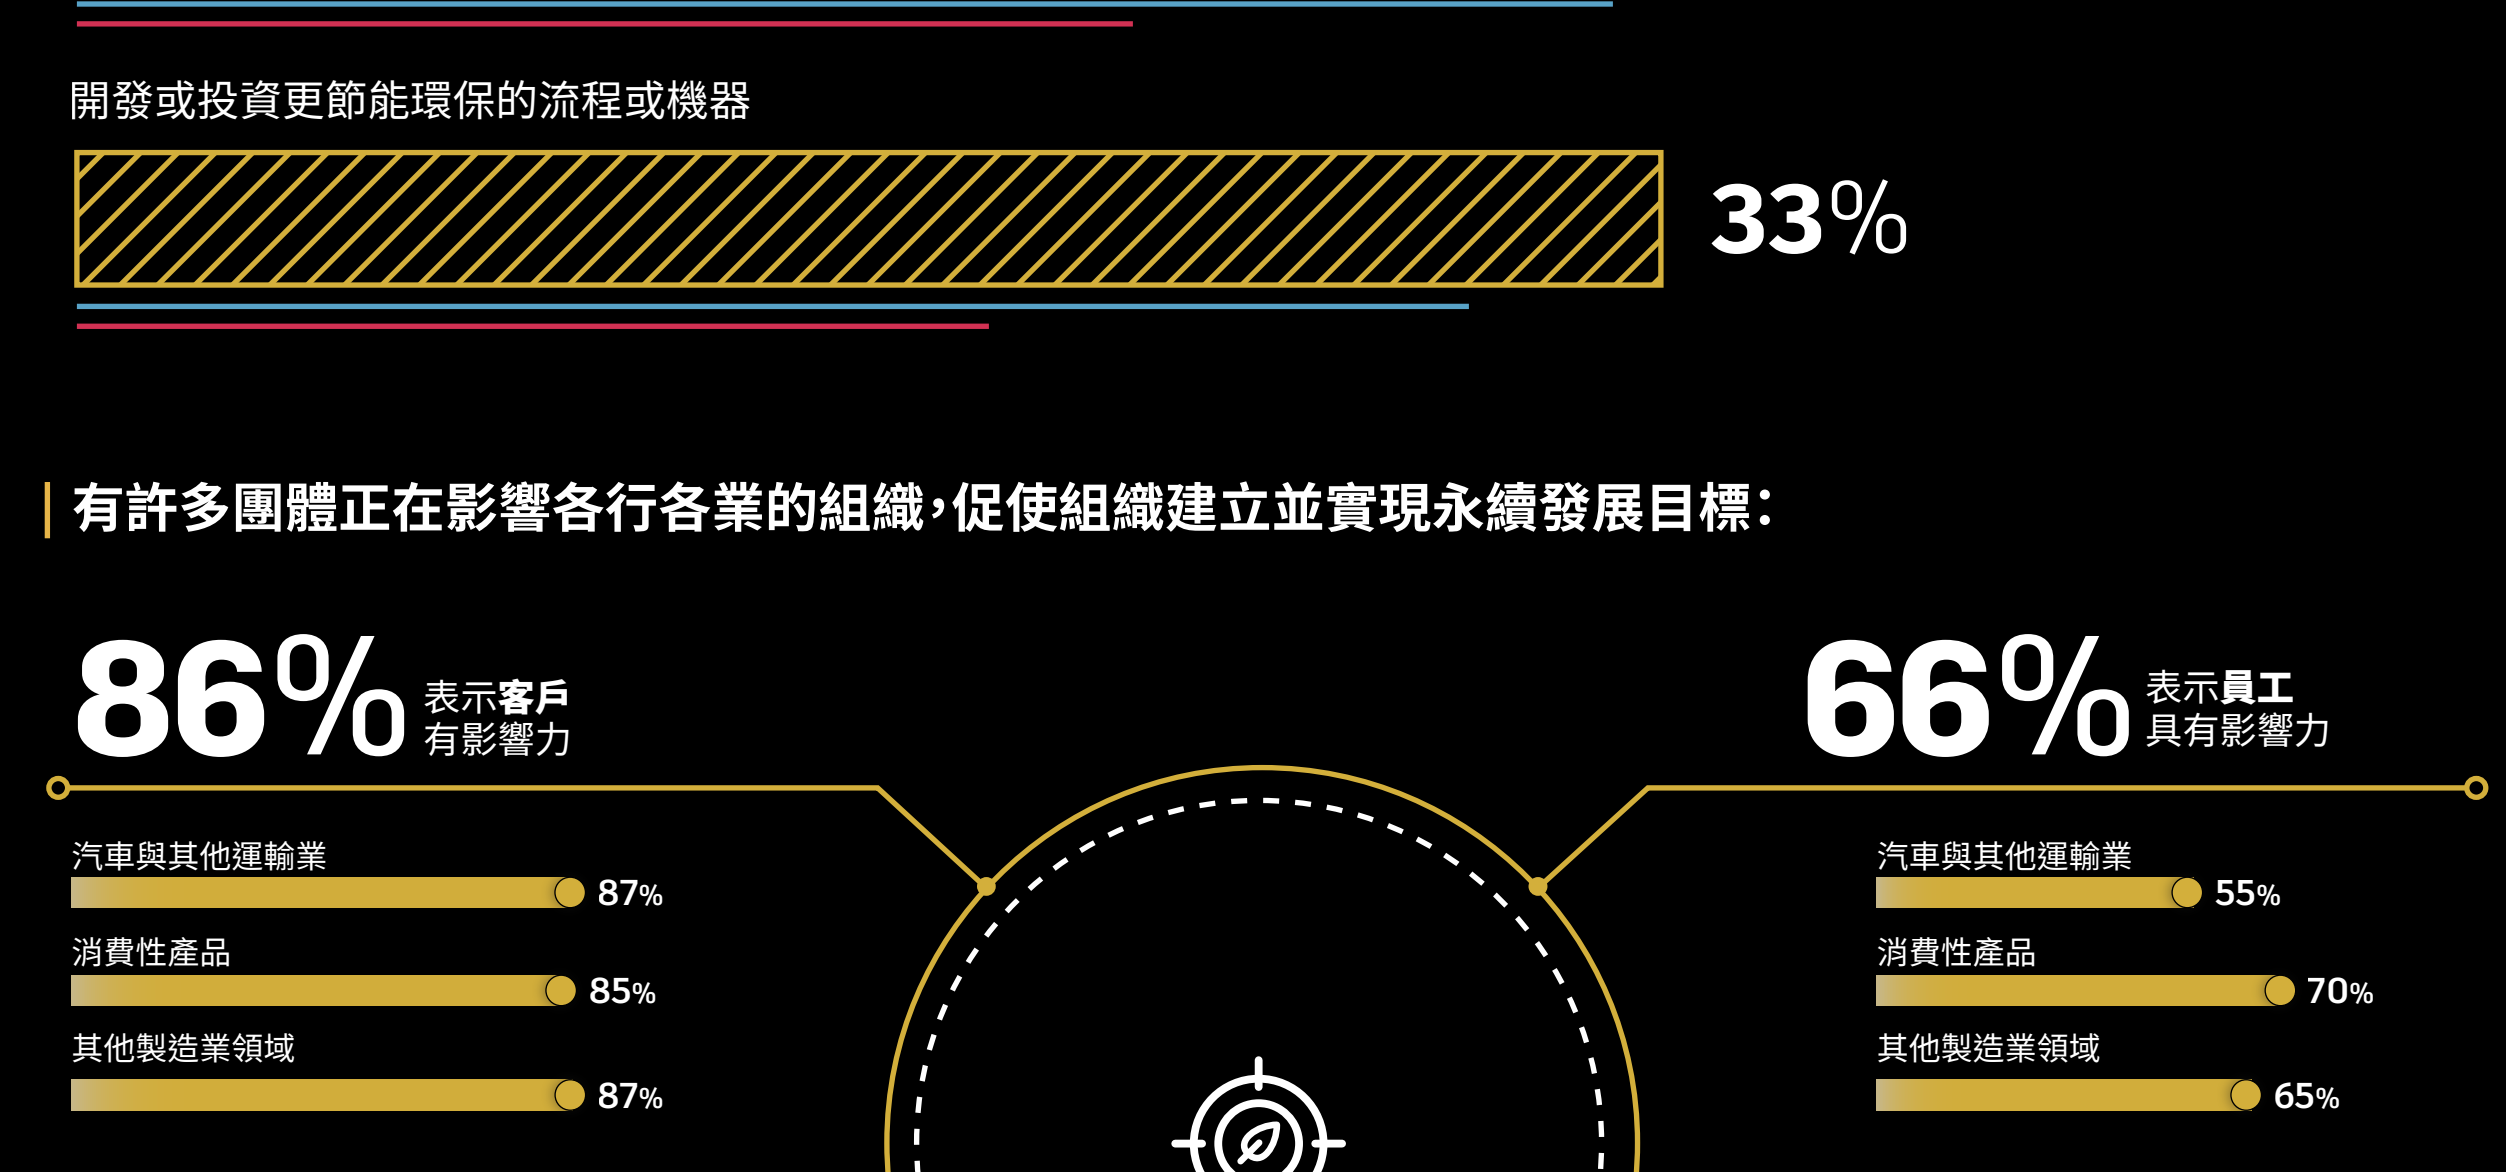 開發或投資更節能環保的流程或機器
33%
有許多團體正在影響各行各業的組織，促使組織建立並實現永續發展目標：
86%
表示客戶
有影響力
汽車與其他運輸業
87%
消費性產品
85%
其他製造業領域
87%
66%
表示員工
具有影響力
汽車與其他運輸業
55%
消費性產品
70%
其他製造業領域
65%